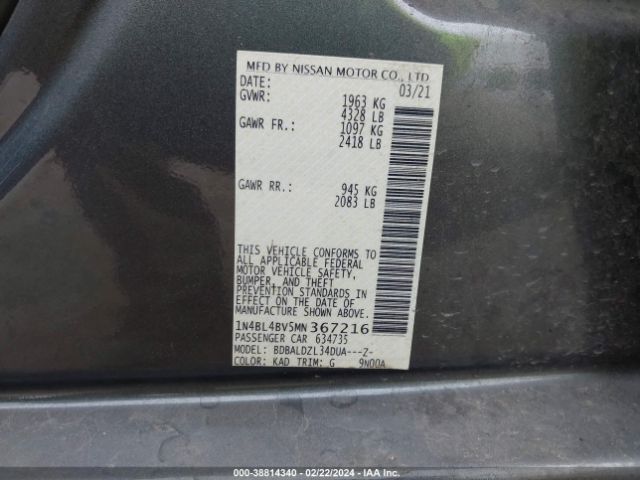 MFD BY NISSAN MOTOR CO., LTD
DATE: 03/21
GVWR: 1963 KG
4328 LB
GAWR FR.: 1097 KG
2418 LB
GAWR RR.: 945 KG
2083 LB
THIS VEHICLE CONFORMS TO
ALL APPLICABLE FEDERAL
MOTOR VEHICLE SAFETY,
BUMPER, AND THEFT
PREVENTION STANDARDS IN
EFFECT ON THE DATE OF
MANUFACTURE SHOWN ABOVE.
1N4BL4BV5MN367216
PASSENGER CAR 634735
MODEL: BDBALDZL34DUA---Z-
COLOR: KAD TRIM: G 9N00A
000-38814340 - 02/22/2024 - IAA Inc.